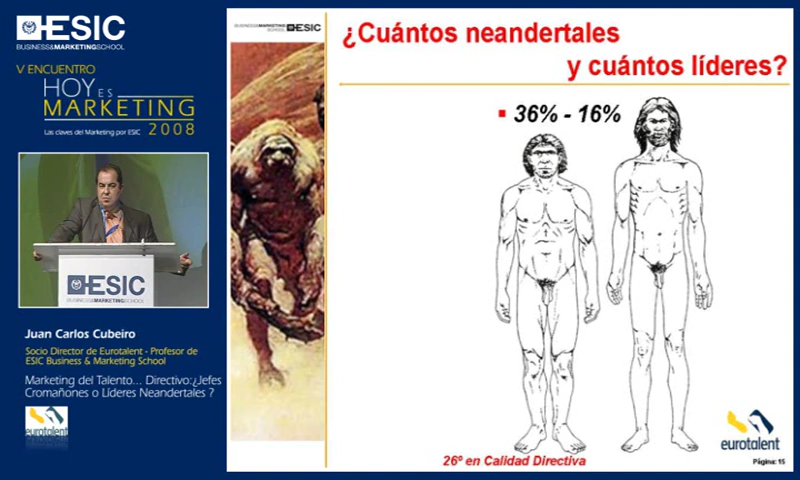 ESIC
BUSINESS&MARKETINGSCHOOL
V ENCUENTRO
HOY ES
MARKETING
2008
Las claves del Marketing por ESIC
ESIC
BUSINESS&MARKETINGSCHOOL
Juan Carlos Cubeiro
Socio Director de Eurotalent - Profesor de
ESIC Business & Marketing School
Marketing del Talento... Directivo:¿Jefes
Cromañones o Líderes Neandertales ?
eurotalent
BUSINESS&MARKETINGSCHOOL ESIC
¿Cuántos neandertales
y cuántos líderes?
36% - 16%
26º en Calidad Directiva
eurotalent
Página: 15